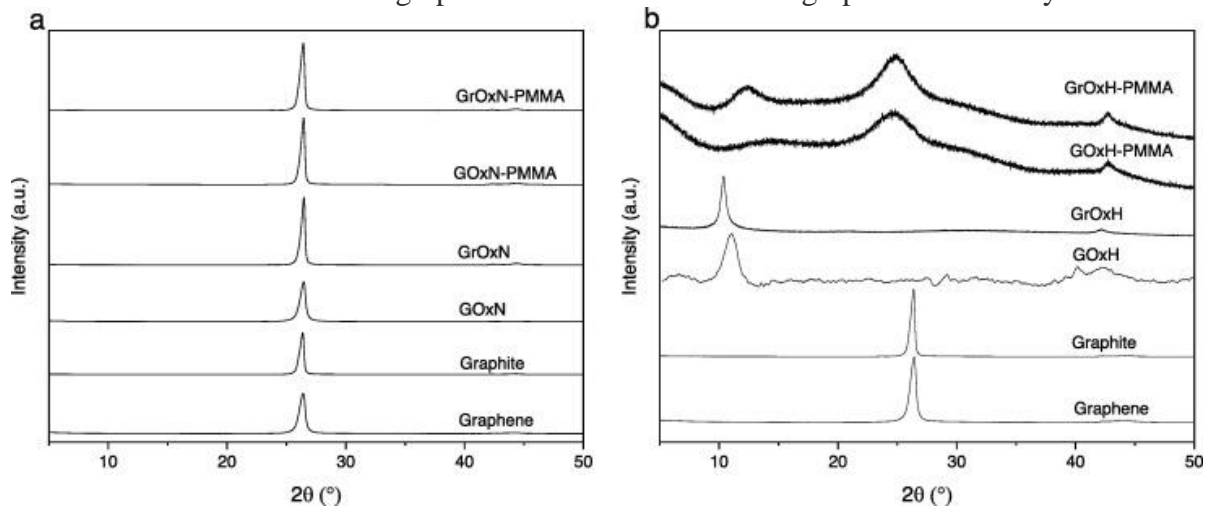 a
GrOxN-PMMA
GOxN-PMMA
GrOxN
GOxN
Graphite
Graphene
Intensity (a.u.)
10 20 30 40 50
2θ (°)
b
GrOxH-PMMA
GOxH-PMMA
GrOxH
GOxH
Graphite
Graphene
Intensity (a.u.)
10 20 30 40 50
2θ (°)